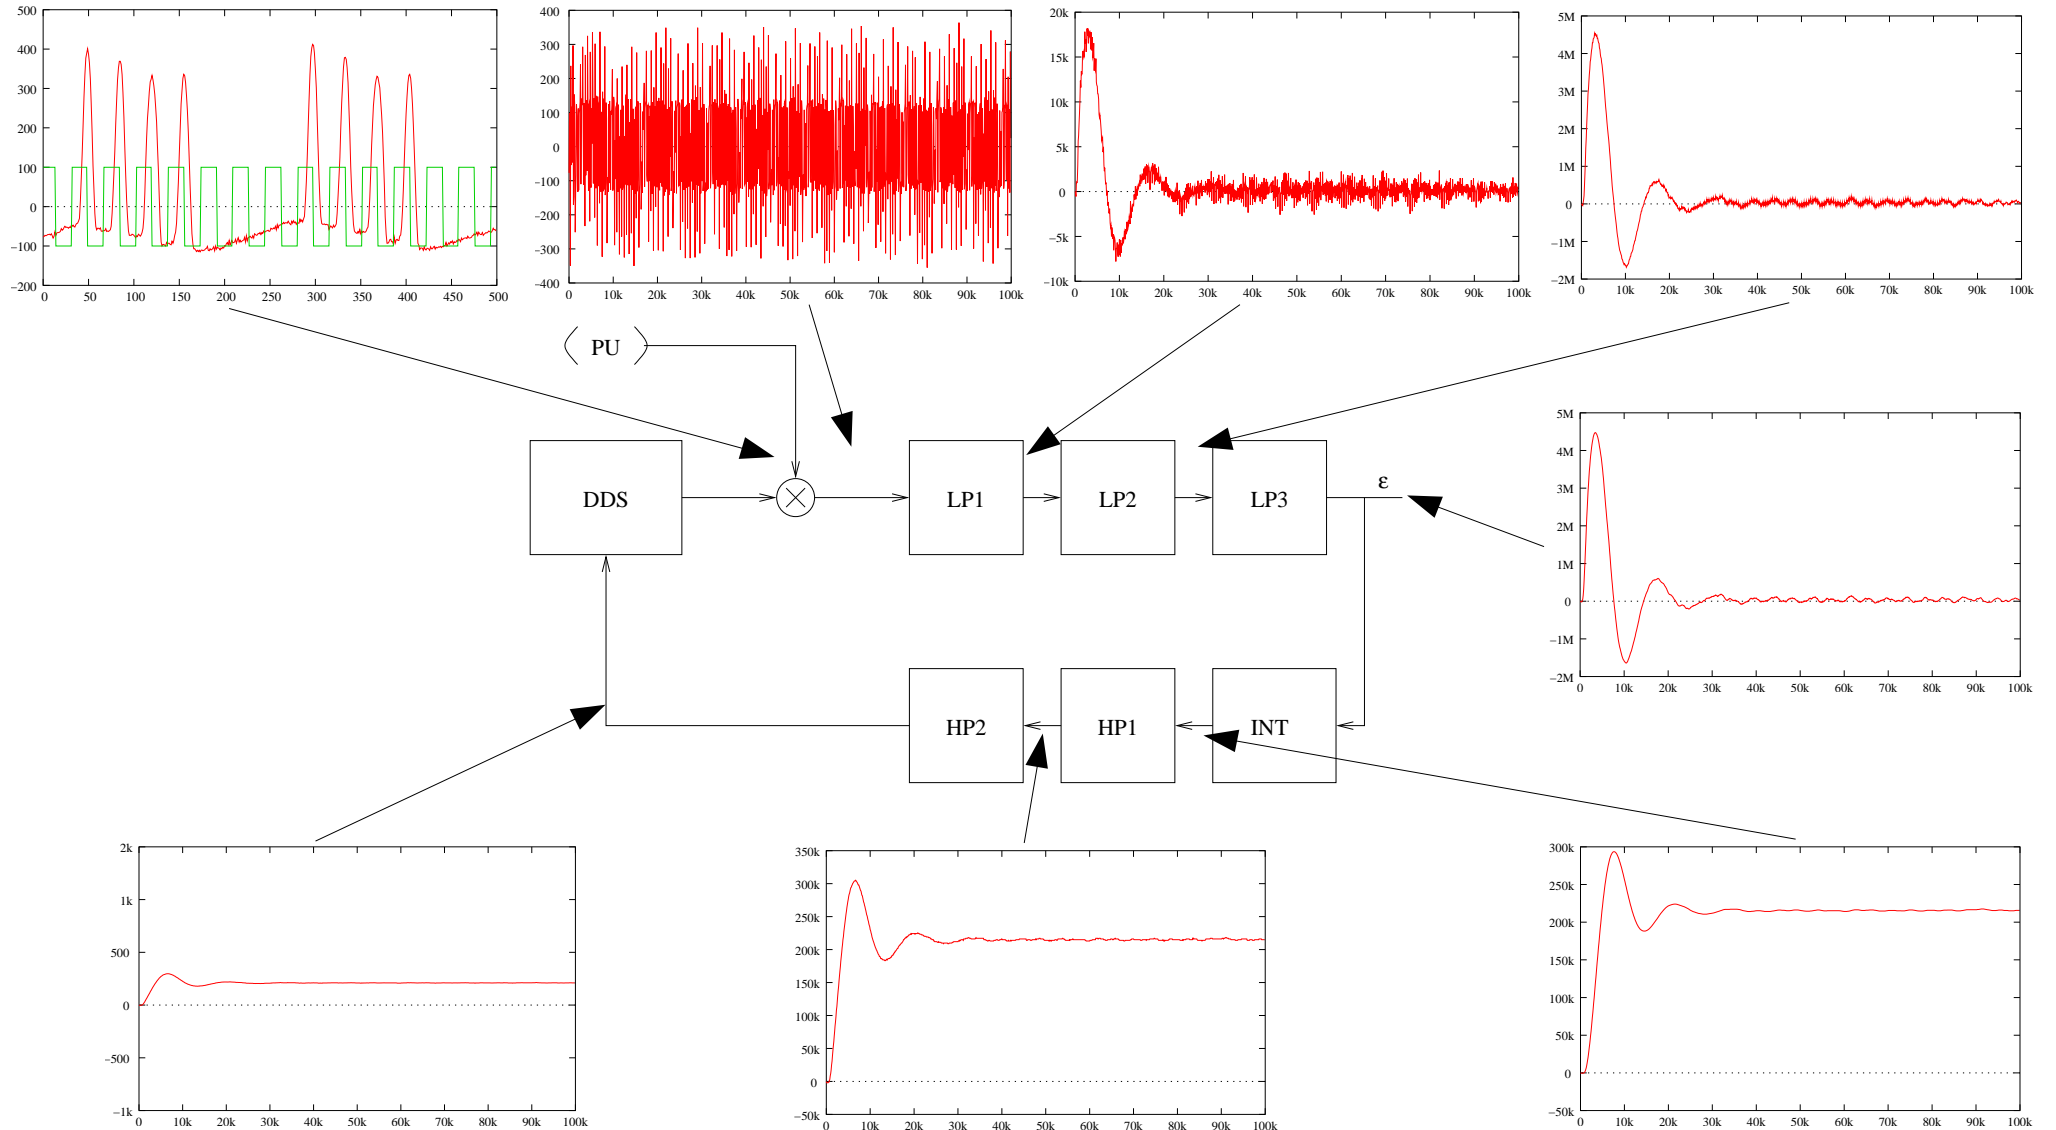 500
400
300
200
100
0
−100
−200
0 50 100 150 200 250 300 350 400 450 500
400
300
200
100
0
−100
−200
−300
−400
0 10k 20k 30k 40k 50k 60k 70k 80k 90k 100k
20k
15k
10k
5k
0
−5k
−10k
0 10k 20k 30k 40k 50k 60k 70k 80k 90k 100k
5M
4M
3M
2M
1M
0
−1M
−2M
0 10k 20k 30k 40k 50k 60k 70k 80k 90k 100k
PU
DDS
LP1
LP2
LP3
ε
5M
4M
3M
2M
1M
0
−1M
−2M
0 10k 20k 30k 40k 50k 60k 70k 80k 90k 100k
HP2
HP1
INT
2k
1k
500
0
−500
−1k
0 10k 20k 30k 40k 50k 60k 70k 80k 90k 100k
350k
300k
250k
200k
150k
100k
50k
0
−50k
0 10k 20k 30k 40k 50k 60k 70k 80k 90k 100k
300k
250k
200k
150k
100k
50k
0
−50k
0 10k 20k 30k 40k 50k 60k 70k 80k 90k 100k